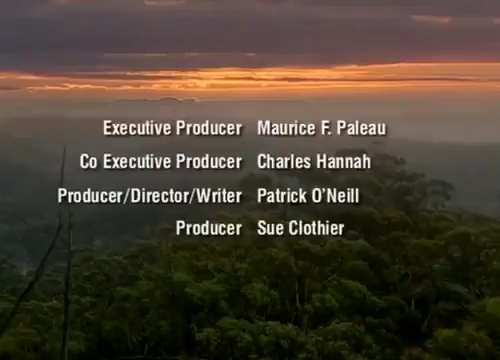 Executive Producer Maurice F. Paleau
Co Executive Producer Charles Hannah
Producer/Director/Writer Patrick O'Neill
Producer Sue Clothier